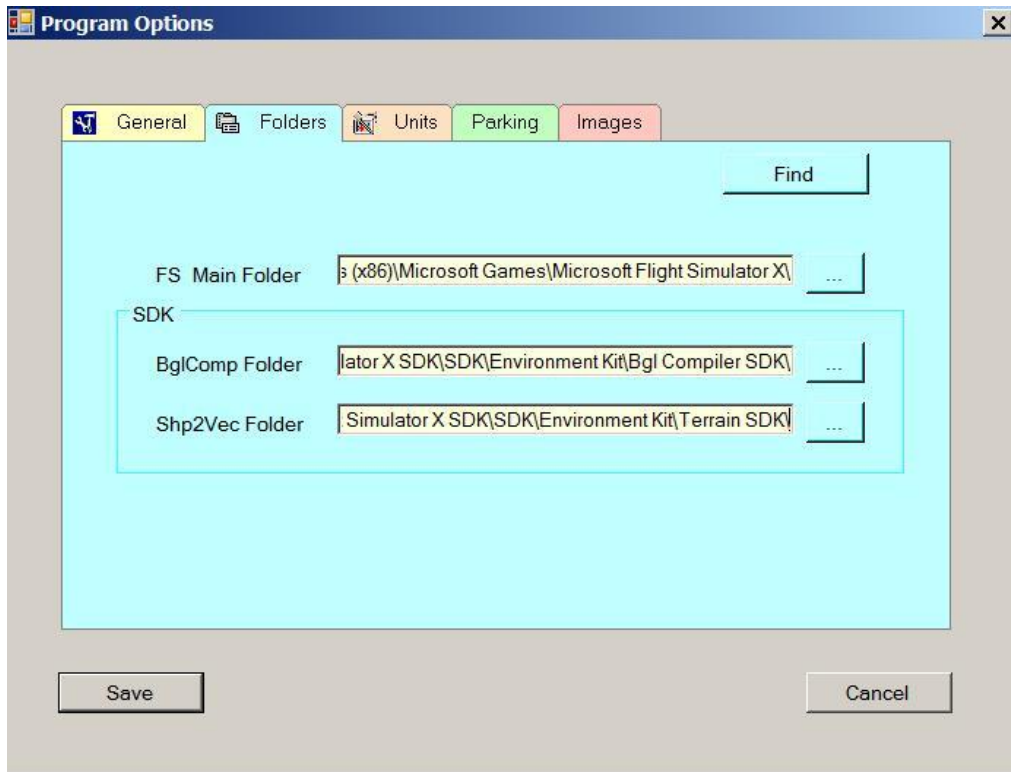 Program Options
General Folders Units Parking Images
Find
FS Main Folder s (x86)\Microsoft Games\Microsoft Flight Simulator X\ ...
SDK
BglComp Folder lator X SDK\SDK\Environment Kit\Bgl Compiler SDK\ ...
Shp2Vec Folder Simulator X SDK\SDK\Environment Kit\Terrain SDK\ ...
Save Cancel